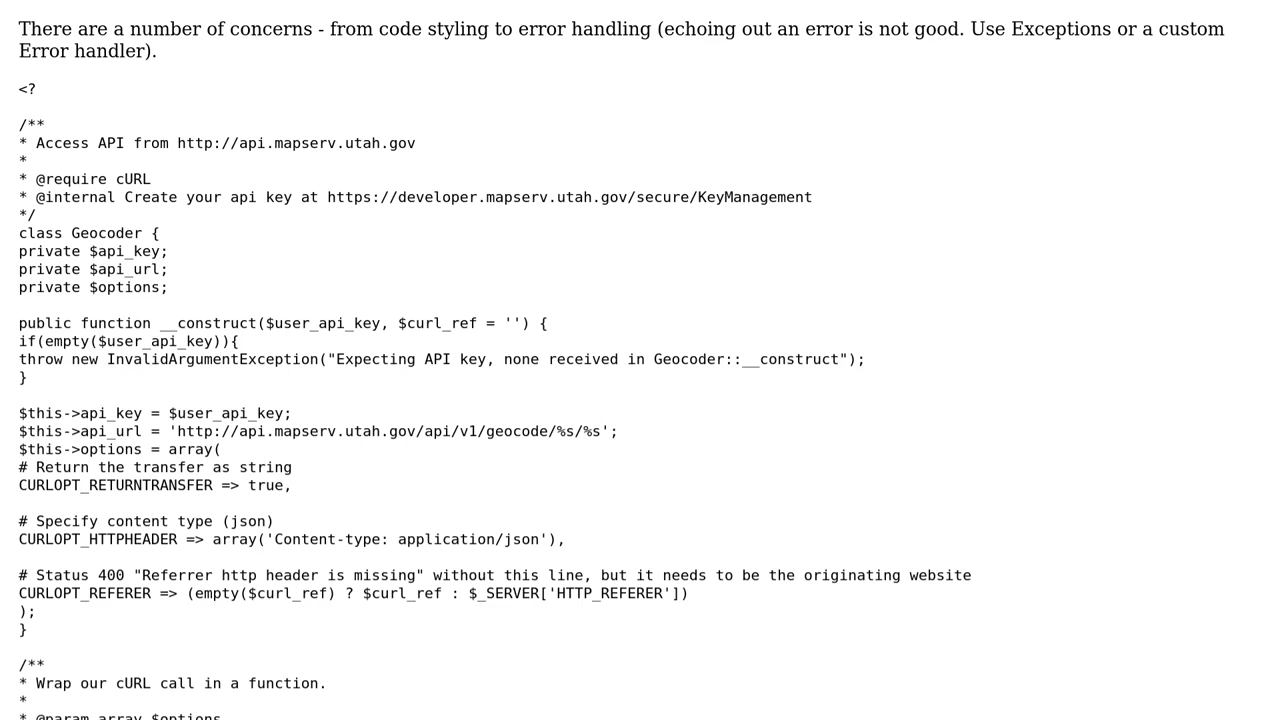 There are a number of concerns - from code styling to error handling (echoing out an error is not good. Use Exceptions or a custom
Error handler).
<?
/**
* Access API from http://api.mapserv.utah.gov
*
* @require cURL
* @internal Create your api key at https://developer.mapserv.utah.gov/secure/KeyManagement
*/
class Geocoder {
private $api_key;
private $api_url;
private $options;
public function __construct($user_api_key, $curl_ref = '') {
if(empty($user_api_key)){
throw new InvalidArgumentException("Expecting API key, none received in Geocoder::__construct");
}
$this->api_key = $user_api_key;
$this->api_url = 'http://api.mapserv.utah.gov/api/v1/geocode/%s/%s';
$this->options = array(
# Return the transfer as string
CURLOPT_RETURNTRANSFER => true,
# Specify content type (json)
CURLOPT_HTTPHEADER => array('Content-type: application/json'),
# Status 400 "Referrer http header is missing" without this line, but it needs to be the originating website
CURLOPT_REFERER => (empty($curl_ref) ? $curl_ref : $_SERVER['HTTP_REFERER'])
);
}
/**
* Wrap our cURL call in a function.
*
* @param array $options